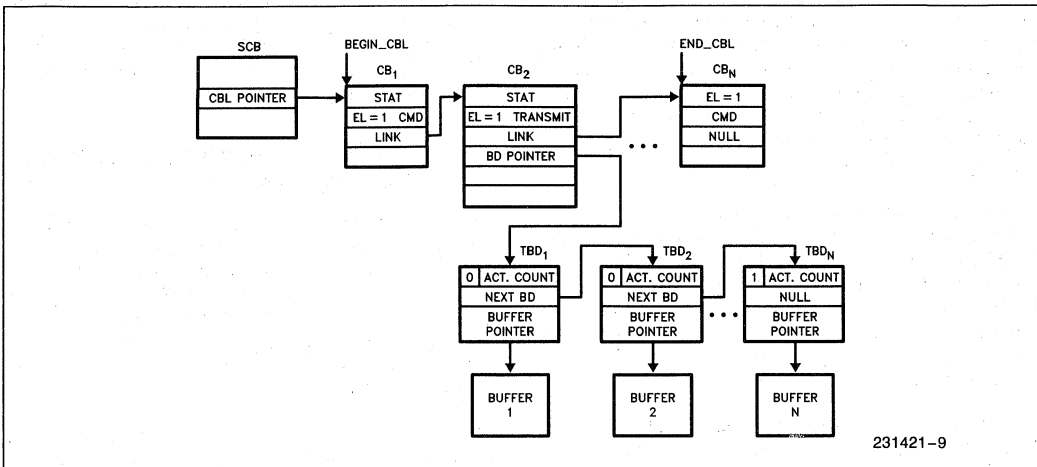 SCB
CBL POINTER
BEGIN_CBL
CB1
STAT
EL = 1 CMD
LINK
CB2
STAT
EL = 1 TRANSMIT
LINK
BD POINTER
• • •
END_CBL
CBN
EL = 1
CMD
NULL
TBD1
0 ACT. COUNT
NEXT BD
BUFFER
POINTER
BUFFER
1
TBD2
0 ACT. COUNT
NEXT BD
BUFFER
POINTER
BUFFER
2
• • •
TBDN
1 ACT. COUNT
NULL
BUFFER
POINTER
BUFFER
N
231421-9